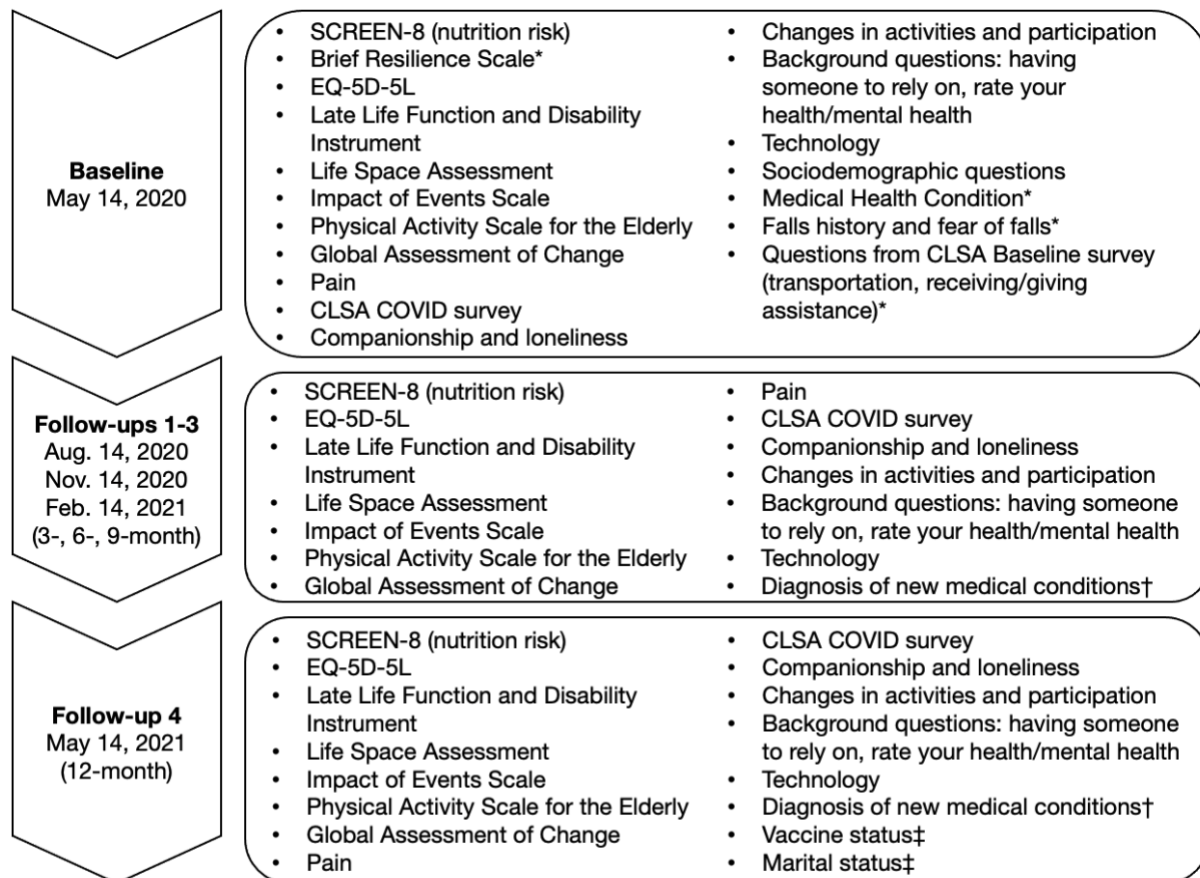 Baseline
May 14, 2020
• SCREEN-8 (nutrition risk)
• Brief Resilience Scale*
• EQ-5D-5L
• Late Life Function and Disability
Instrument
• Life Space Assessment
• Impact of Events Scale
• Physical Activity Scale for the Elderly
• Global Assessment of Change
• Pain
• CLSA COVID survey
• Companionship and loneliness
• Changes in activities and participation
• Background questions: having
someone to rely on, rate your
health/mental health
• Technology
• Sociodemographic questions
• Medical Health Condition*
• Falls history and fear of falls*
• Questions from CLSA Baseline survey
(transportation, receiving/giving
assistance)*
Follow-ups 1-3
Aug. 14, 2020
Nov. 14, 2020
Feb. 14, 2021
(3-, 6-, 9-month)
• SCREEN-8 (nutrition risk)
• EQ-5D-5L
• Late Life Function and Disability
Instrument
• Life Space Assessment
• Impact of Events Scale
• Physical Activity Scale for the Elderly
• Global Assessment of Change
• Pain
• CLSA COVID survey
• Companionship and loneliness
• Changes in activities and participation
• Background questions: having someone
to rely on, rate your health/mental health
• Technology
• Diagnosis of new medical conditions†
Follow-up 4
May 14, 2021
(12-month)
• SCREEN-8 (nutrition risk)
• EQ-5D-5L
• Late Life Function and Disability
Instrument
• Life Space Assessment
• Impact of Events Scale
• Physical Activity Scale for the Elderly
• Global Assessment of Change
• Pain
• CLSA COVID survey
• Companionship and loneliness
• Changes in activities and participation
• Background questions: having someone
to rely on, rate your health/mental health
• Technology
• Diagnosis of new medical conditions†
• Vaccine status‡
• Marital status‡